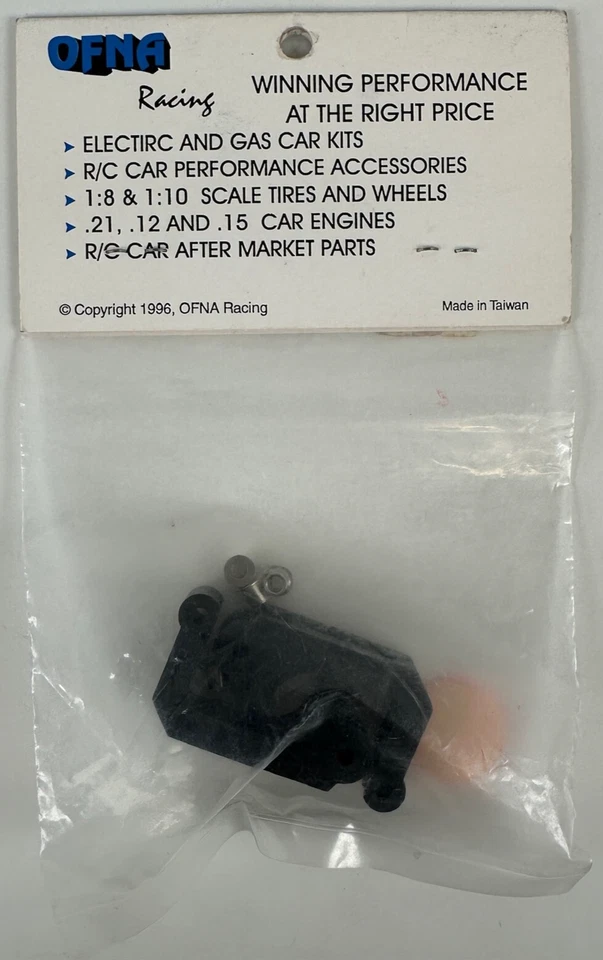 OFNA
Racing
WINNING PERFORMANCE
AT THE RIGHT PRICE
ELECTIRC AND GAS CAR KITS
R/C CAR PERFORMANCE ACCESSORIES
1:8 & 1:10 SCALE TIRES AND WHEELS
.21, .12 AND .15 CAR ENGINES
R/C CAR AFTER MARKET PARTS
© Copyright 1996, OFNA Racing
Made in Taiwan